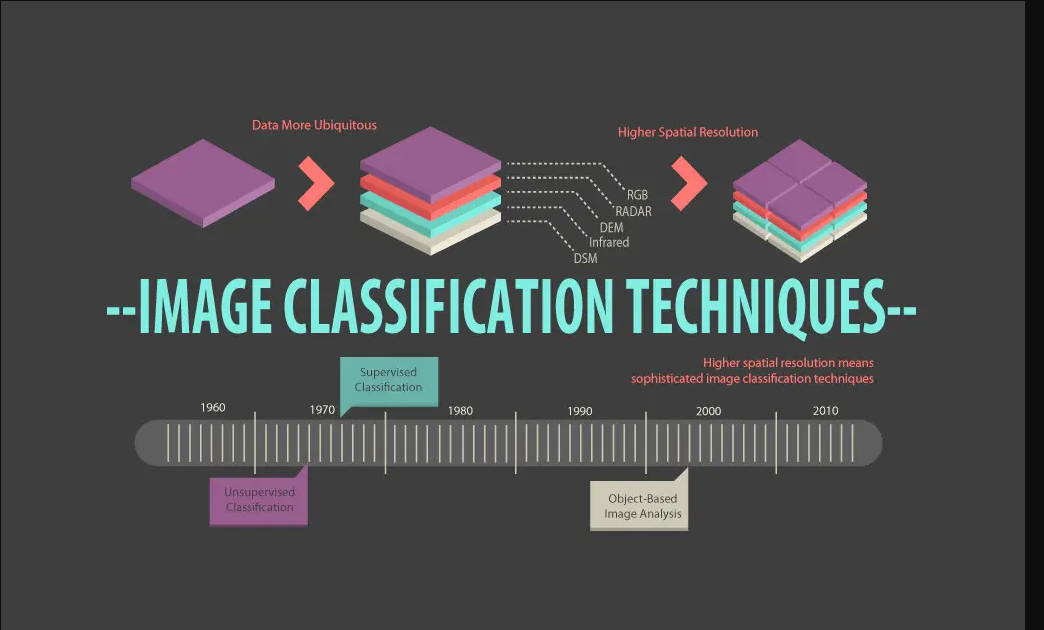 Data More Ubiquitous
Higher Spatial Resolution
RGB
RADAR
DEM
Infrared
DSM
--IMAGE CLASSIFICATION TECHNIQUES--
Higher spatial resolution means
sophisticated image classification techniques
Supervised
Classification
1960 1970 1980 1990 2000 2010
Unsupervised
Classification
Object-Based
Image Analysis